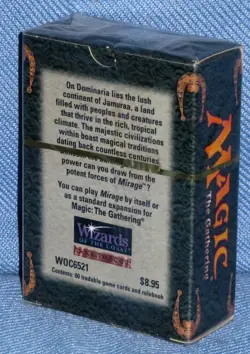 On Dominaria lies the lush
continent of Jamuraa, a land
filled with peoples and creatures
that thrive in the rich, tropical
climate. The majestic civilizations
within boast magical traditions
dating back countless centuries.
power can you draw from the
potent forces of Mirage™?
You can play Mirage by itself or
as a standard expansion for
Magic: The Gathering®
Wizards
OF THE COAST
WOC6521
$8.95
Contents: 60 tradable game cards and rulebook
MAGIC
The Gathering